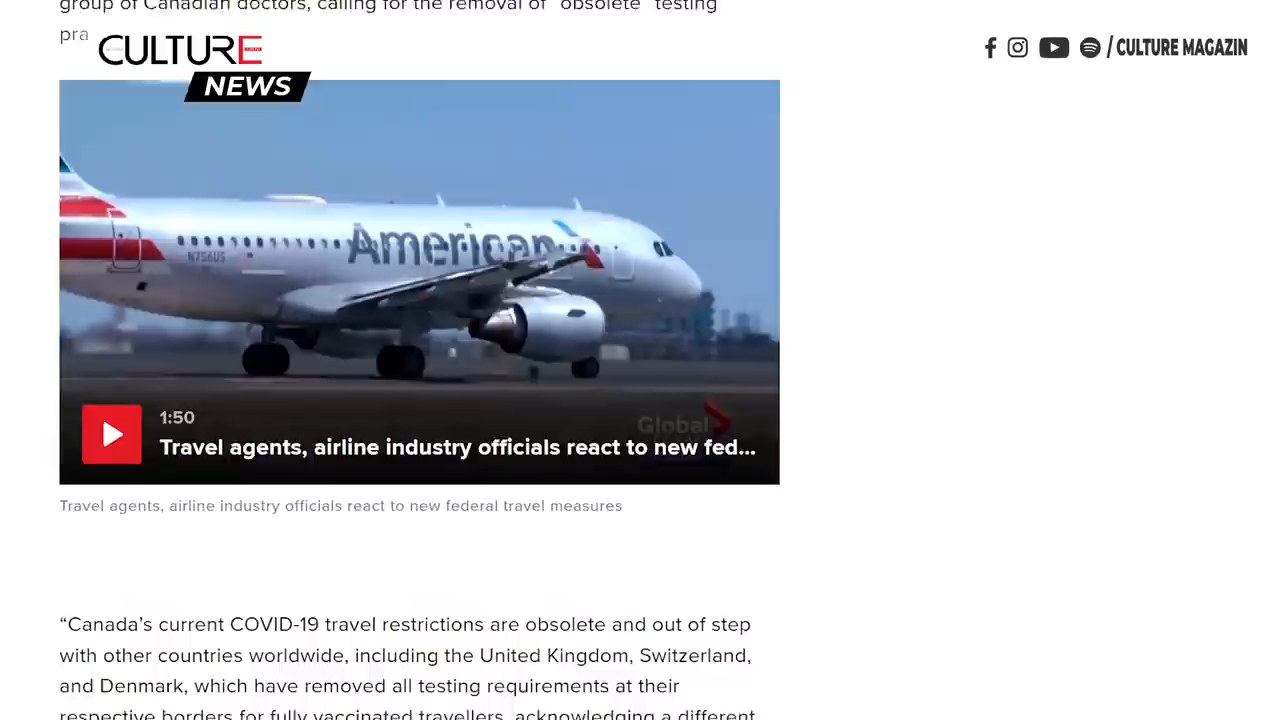 group of Canadian doctors, calling for the removal of "obsolete" testing
pra
CULTURE
NEWS
/ CULTURE MAGAZIN
American
N756US
Global
1:50
Travel agents, airline industry officials react to new fed...
Travel agents, airline industry officials react to new federal travel measures
“Canada’s current COVID-19 travel restrictions are obsolete and out of step
with other countries worldwide, including the United Kingdom, Switzerland,
and Denmark, which have removed all testing requirements at their
respective borders for fully vaccinated travellers, acknowledging a different